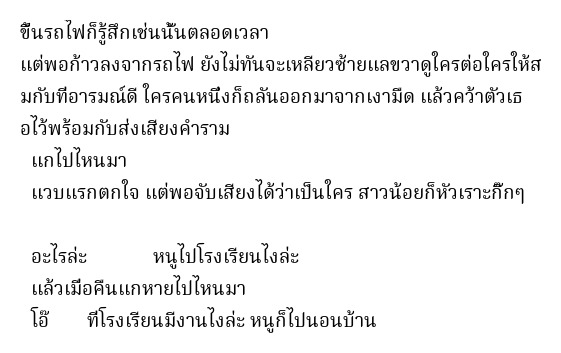 ขึ้นรถไฟก็รู้สึกเช่นนั้นตลอดเวลา
แต่พอก้าวลงจากรถไฟ ยังไม่ทันจะเหลียวซ้ายแลขวาดูใครต่อใครให้ส
มกับที่อารมณ์ดี ใครคนหนึ่งก็ถลันออกมาจากเงามืด แล้วคว้าตัวเธ
อไว้พร้อมกับส่งเสียงคำราม
แกไปไหนมา
แวบแรกตกใจ แต่พอจับเสียงได้ว่าเป็นใคร สาวน้อยก็หัวเราะกิ๊กๆ
อะไรล่ะ หนูไปโรงเรียนไงล่ะ
แล้วเมื่อคืนแกหายไปไหนมา
โอ๊ ที่โรงเรียนมีงานไงล่ะ หนูก็ไปนอนบ้าน